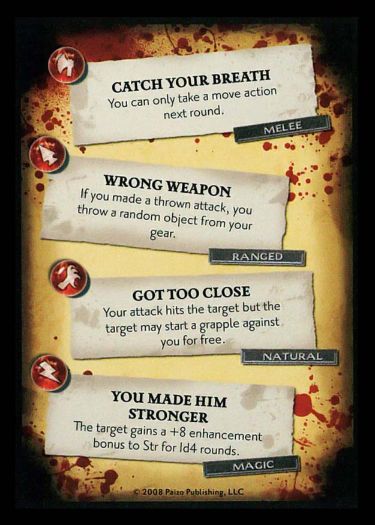 CATCH YOUR BREATH
You can only take a move action
next round.
MELEE
WRONG WEAPON
If you made a thrown attack, you
throw a random object from your
gear.
RANGED
GOT TOO CLOSE
Your attack hits the target but the
target may start a grapple against
you for free.
NATURAL
YOU MADE HIM
STRONGER
The target gains a +8 enhancement
bonus to Str for 1d4 rounds.
MAGIC
© 2008 Paizo Publishing, LLC